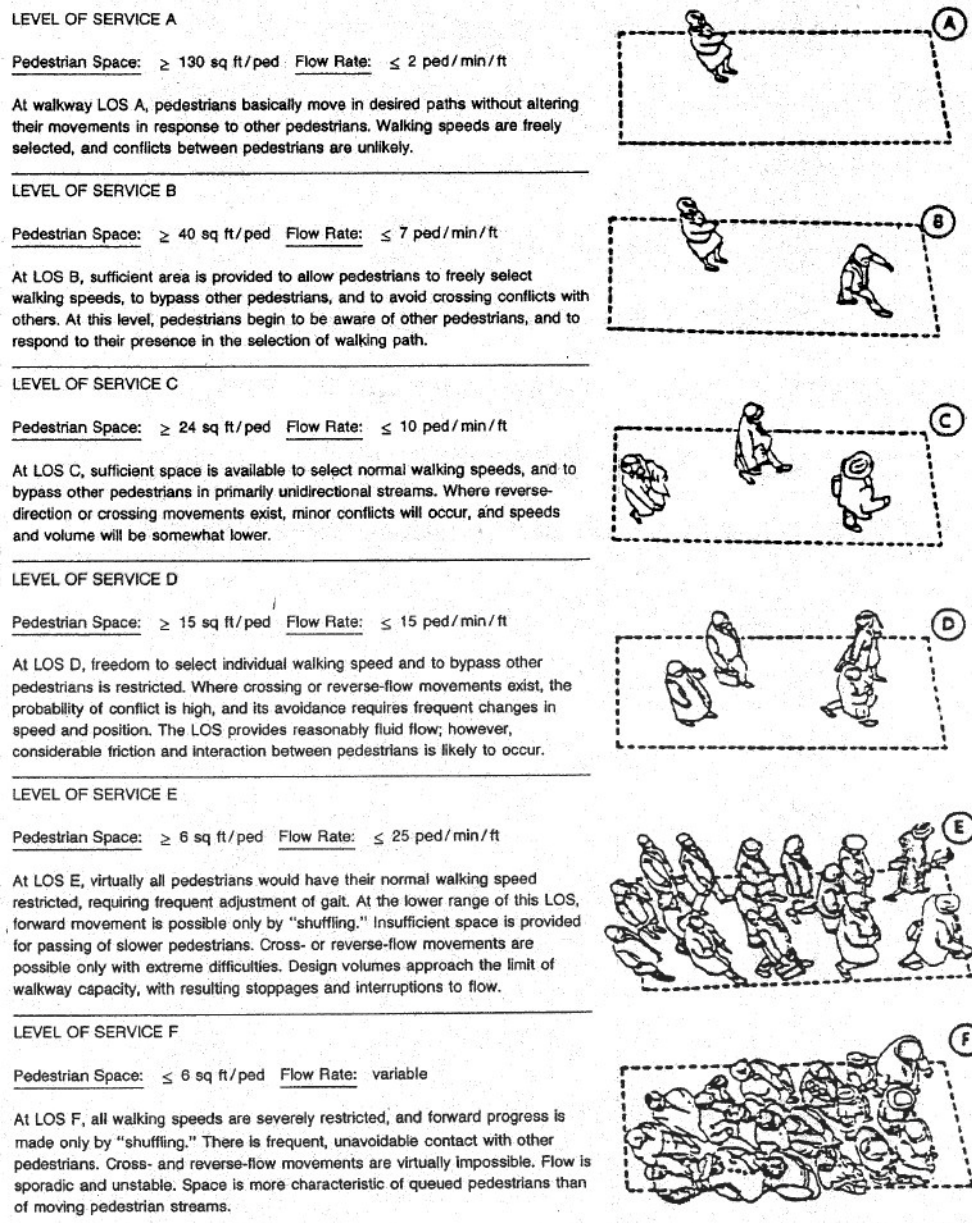 LEVEL OF SERVICE A
Pedestrian Space: ≥ 130 sq ft/ped Flow Rate: ≤ 2 ped/min/ft
At walkway LOS A, pedestrians basically move in desired paths without altering
their movements in response to other pedestrians. Walking speeds are freely
selected, and conflicts between pedestrians are unlikely.
A
LEVEL OF SERVICE B
Pedestrian Space: ≥ 40 sq ft/ped Flow Rate: ≤ 7 ped/min/ft
At LOS B, sufficient area is provided to allow pedestrians to freely select
walking speeds, to bypass other pedestrians, and to avoid crossing conflicts with
others. At this level, pedestrians begin to be aware of other pedestrians, and to
respond to their presence in the selection of walking path.
B
LEVEL OF SERVICE C
Pedestrian Space: ≥ 24 sq ft/ped Flow Rate: ≤ 10 ped/min/ft
At LOS C, sufficient space is available to select normal walking speeds, and to
bypass other pedestrians in primarily unidirectional streams. Where reverse-
direction or crossing movements exist, minor conflicts will occur, and speeds
and volume will be somewhat lower.
C
LEVEL OF SERVICE D
Pedestrian Space: ≥ 15 sq ft/ped Flow Rate: ≤ 15 ped/min/ft
At LOS D, freedom to select individual walking speed and to bypass other
pedestrians is restricted. Where crossing or reverse-flow movements exist, the
probability of conflict is high, and its avoidance requires frequent changes in
speed and position. The LOS provides reasonably fluid flow; however,
considerable friction and interaction between pedestrians is likely to occur.
D
LEVEL OF SERVICE E
Pedestrian Space: ≥ 6 sq ft/ped Flow Rate: ≤ 25 ped/min/ft
At LOS E, virtually all pedestrians would have their normal walking speed
restricted, requiring frequent adjustment of gait. At the lower range of this LOS,
forward movement is possible only by "shuffling." Insufficient space is provided
for passing of slower pedestrians. Cross- or reverse-flow movements are
possible only with extreme difficulties. Design volumes approach the limit of
walkway capacity, with resulting stoppages and interruptions to flow.
E
LEVEL OF SERVICE F
Pedestrian Space: ≤ 6 sq ft/ped Flow Rate: variable
At LOS F, all walking speeds are severely restricted, and forward progress is
made only by "shuffling." There is frequent, unavoidable contact with other
pedestrians. Cross- and reverse-flow movements are virtually impossible. Flow is
sporadic and unstable. Space is more characteristic of queued pedestrians than
of moving pedestrian streams.
F